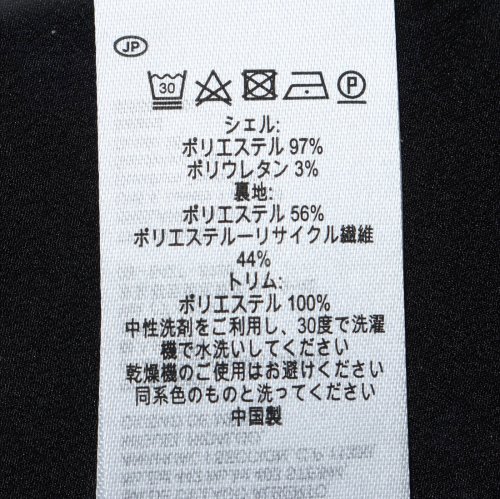 JP
30
P
シェル:
ポリエステル 97%
ポリウレタン 3%
裏地:
ポリエステル 56%
ポリエステルーリサイクル繊維
44%
トリム:
ポリエステル 100%
中性洗剤をご利用し、30度で洗濯
機で水洗いしてください
乾燥機のご使用はお避けください
同系色のものと洗ってください
中国製